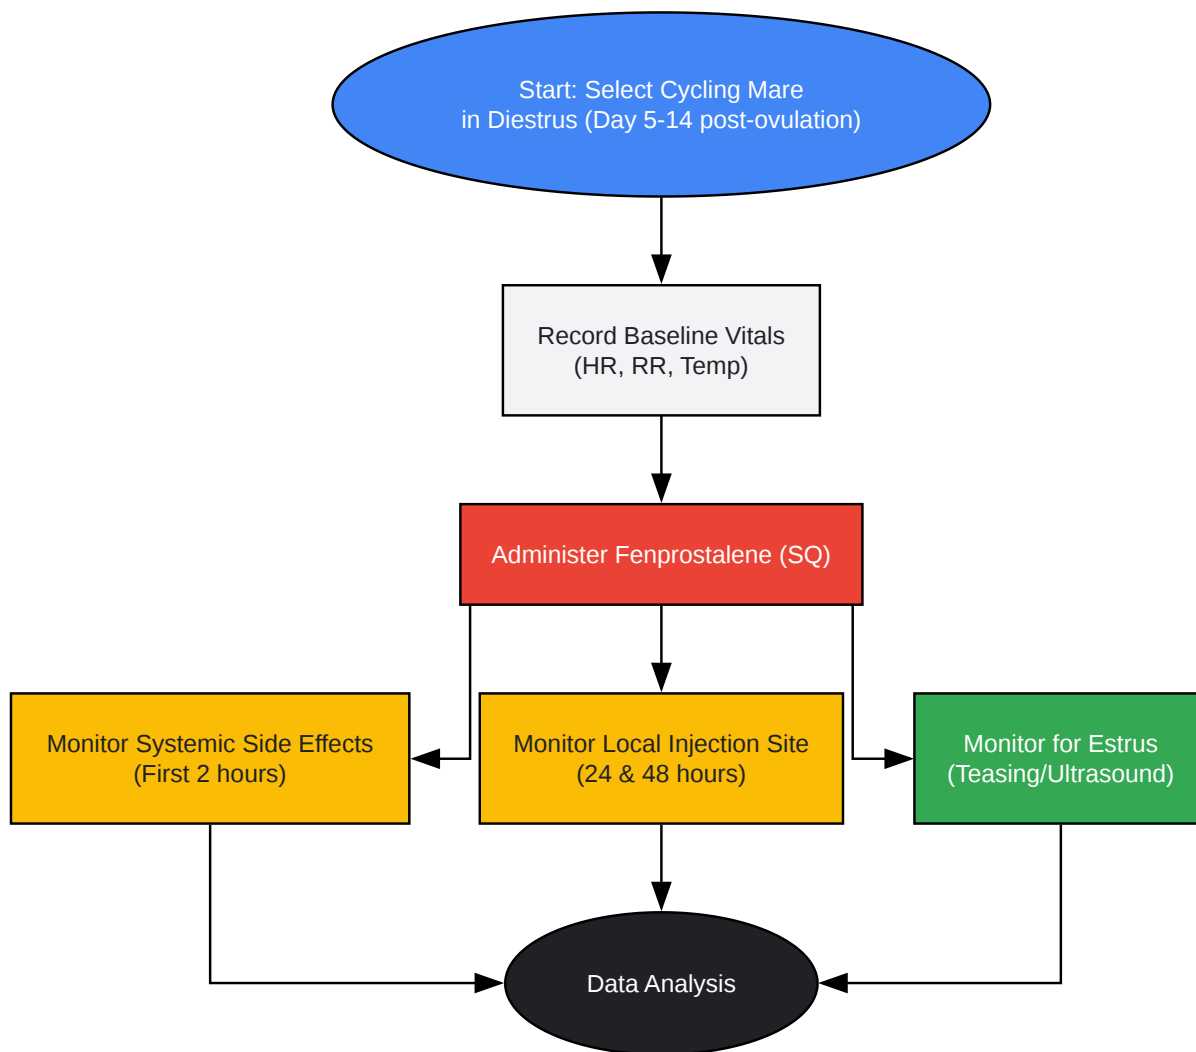 Start: Select Cycling Mare
in Diestrus (Day 5-14 post-ovulation)
Record Baseline Vitals
(HR, RR, Temp)
Administer Fenprostalene (SQ)
Monitor Systemic Side Effects
(First 2 hours)
Monitor Local Injection Site
(24 & 48 hours)
Monitor for Estrus
(Teasing/Ultrasound)
Data Analysis